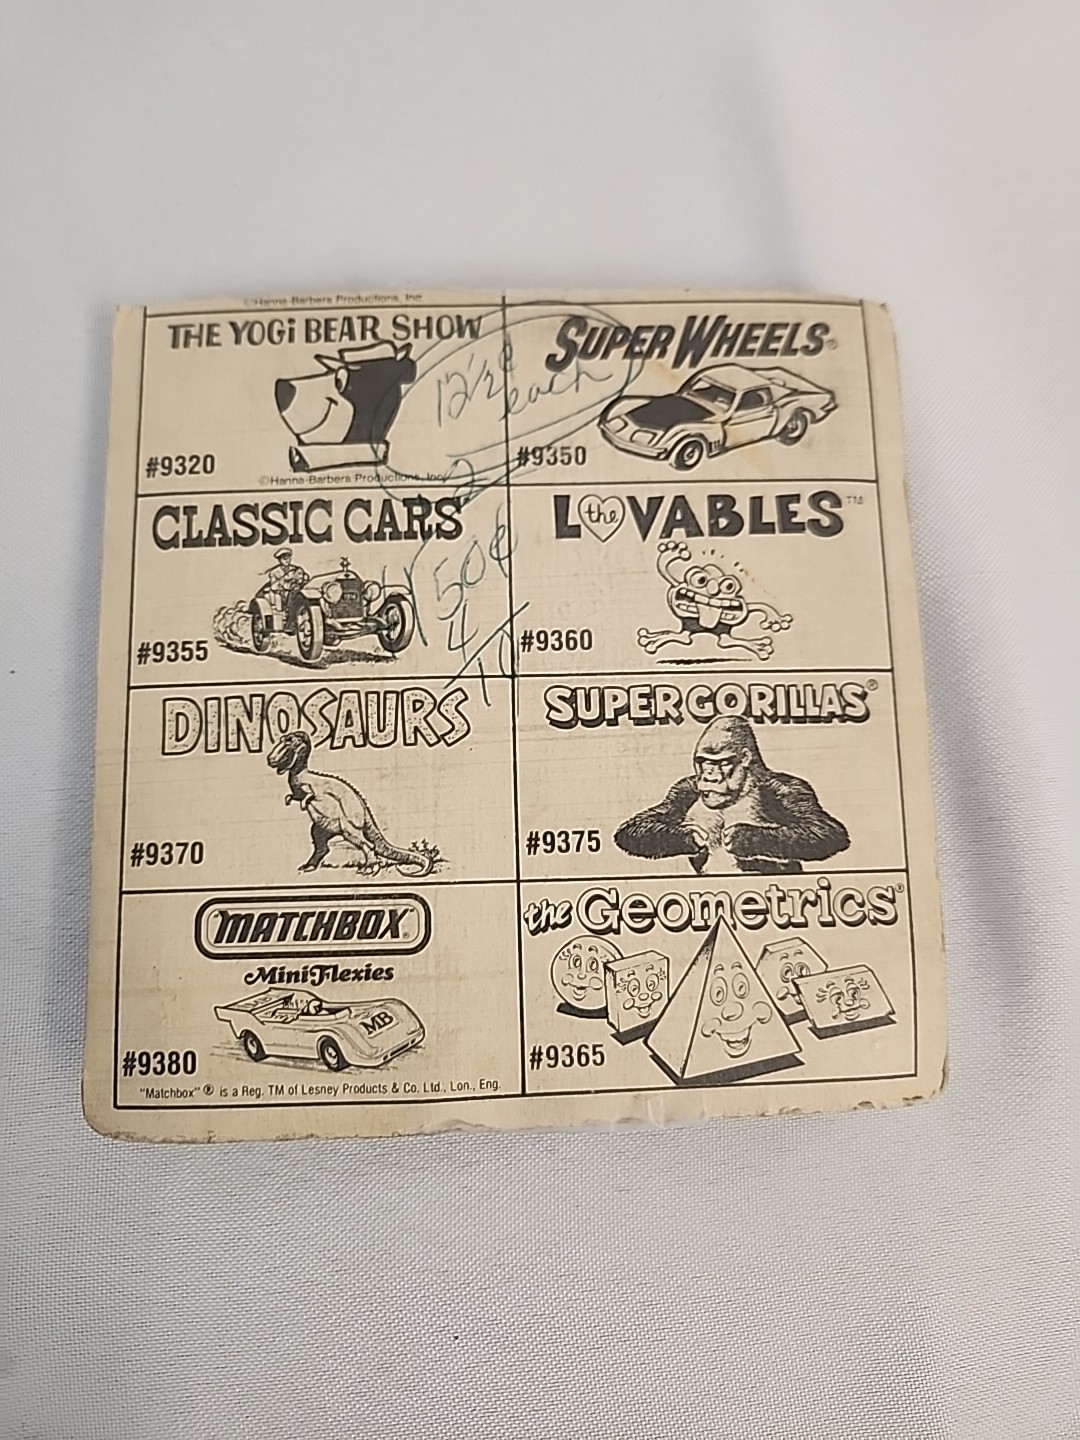 ©Hanna-Barbera Productions, Inc
THE YOGi BEAR SHOW
#9320
©Hanna-Barbera Productions, Inc.
SUPER WHEELS®
#9350
12½¢
each
CLASSIC CARS
#9355
50¢
4
L the VABLES™
#9360
DINOSAURS
#9370
SUPER GORILLAS®
#9375
MATCHBOX®
MiniFlexies
MB
#9380
"Matchbox" ® is a Reg. TM of Lesney Products & Co. Ltd., Lon., Eng.
the Geometrics®
#9365